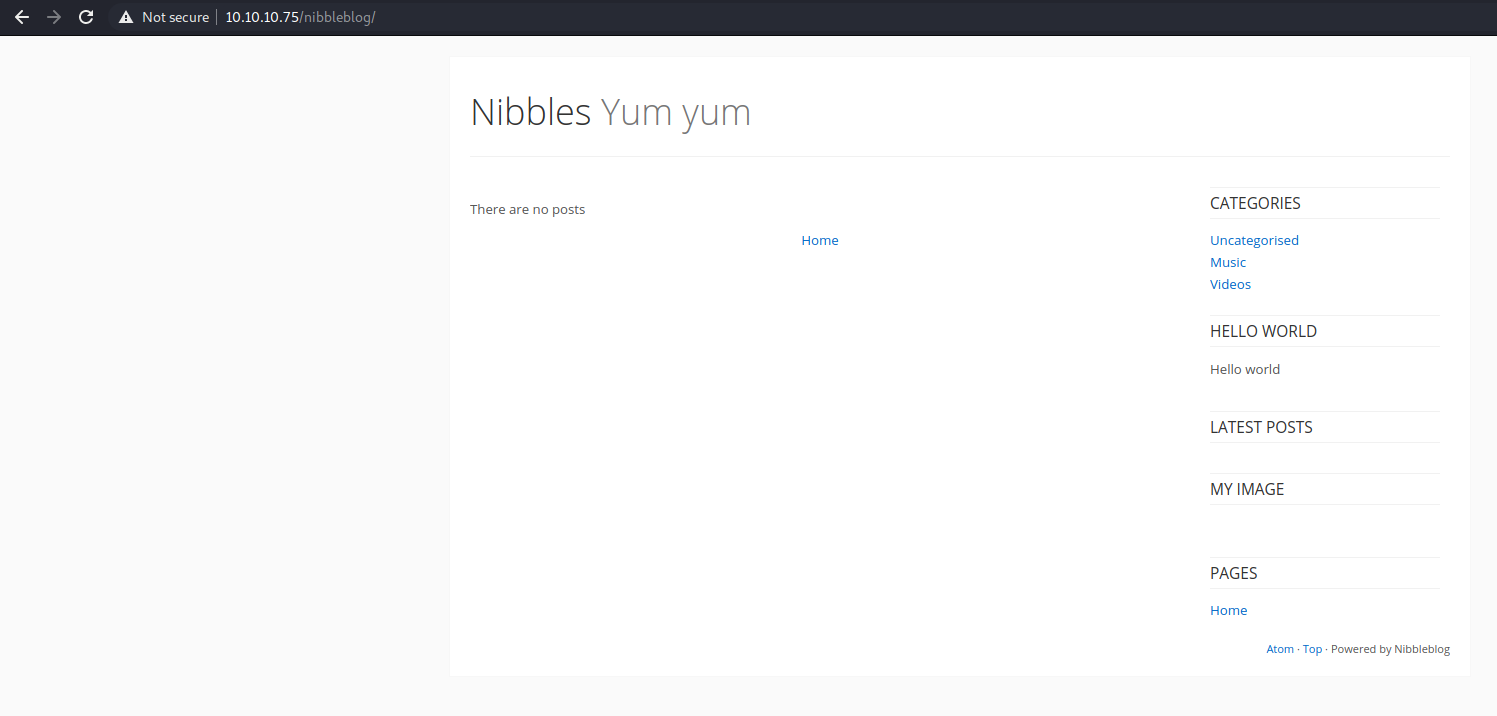 Not secure 10.10.10.75/nibbleblog/
Nibbles Yum yum
There are no posts
Home
CATEGORIES
Uncategorised
Music
Videos
HELLO WORLD
Hello world
LATEST POSTS
MY IMAGE
PAGES
Home
Atom · Top · Powered by Nibbleblog